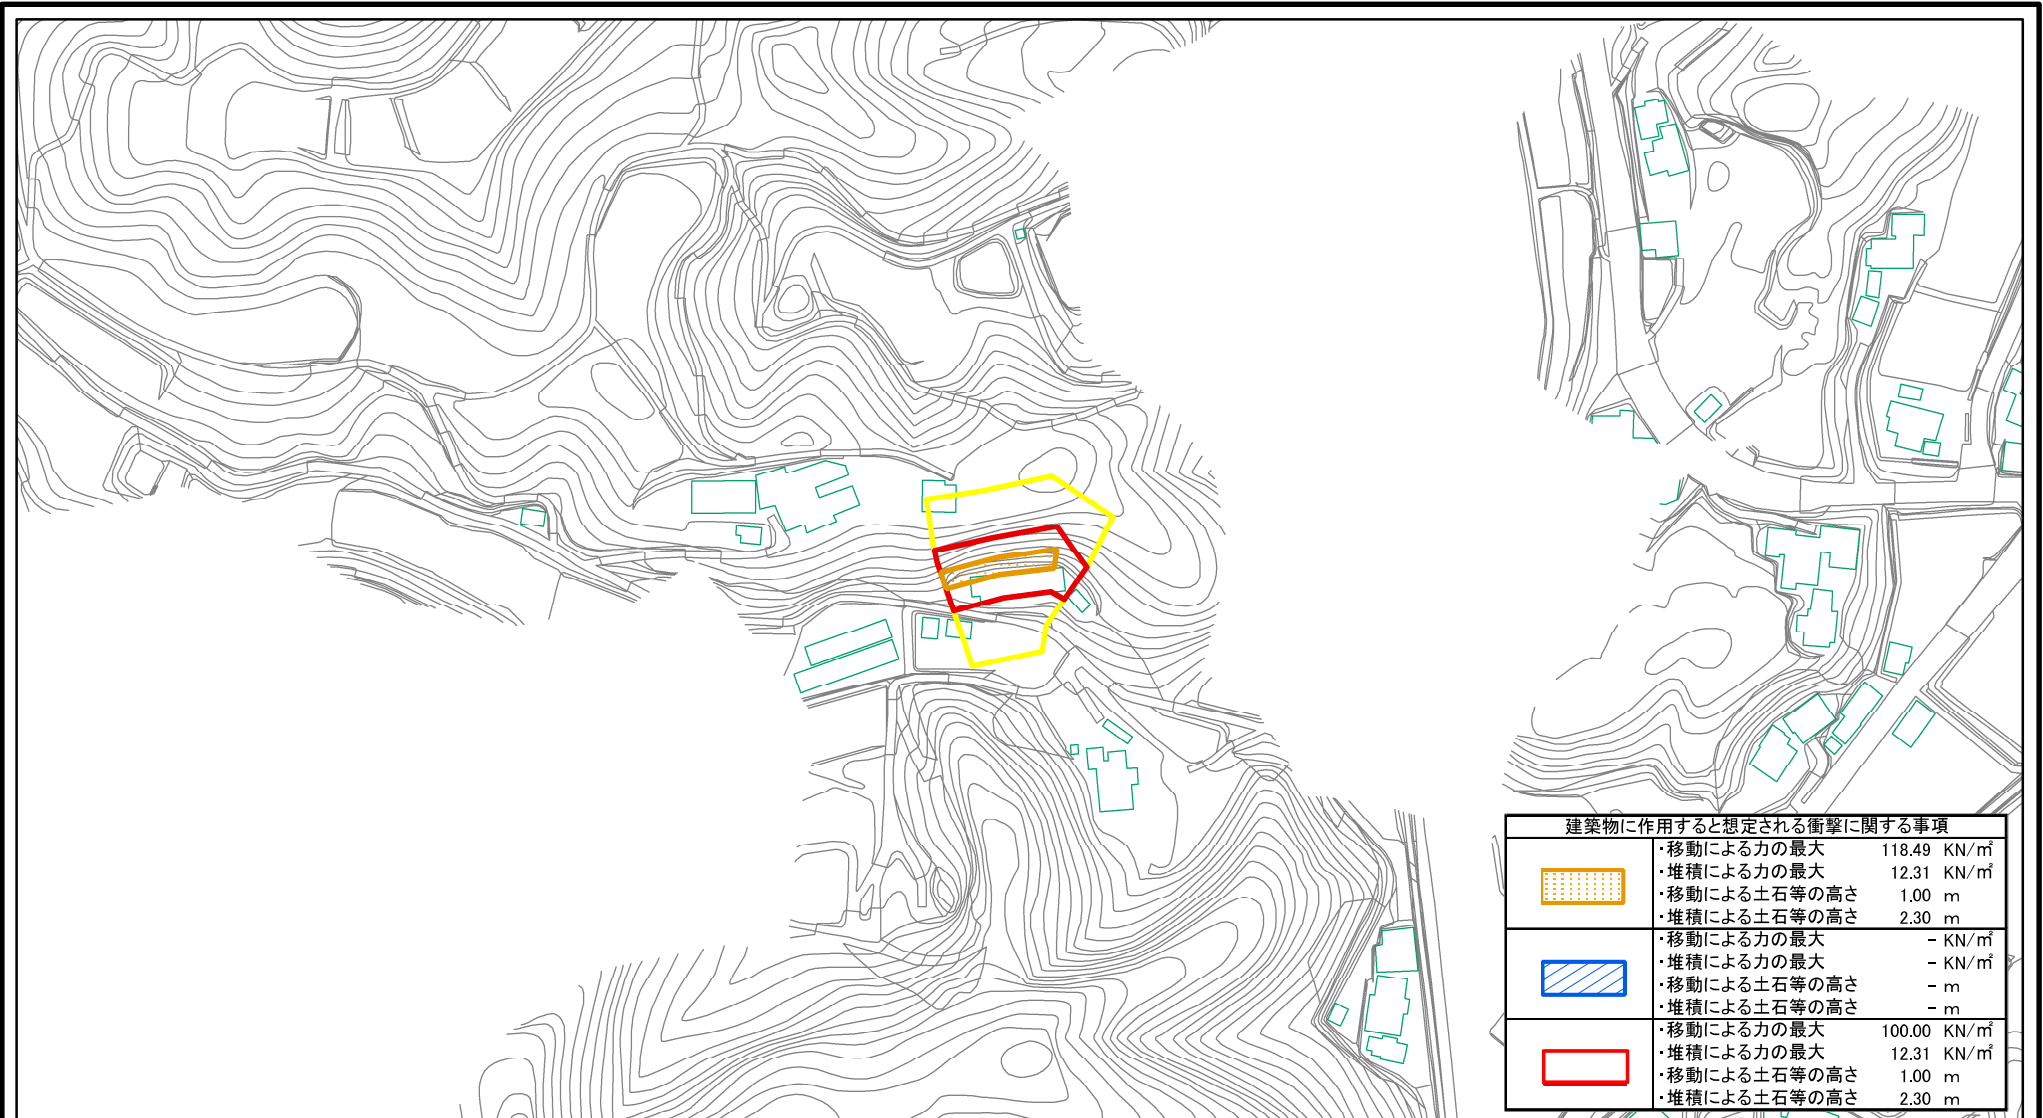 建築物に作用すると想定される衝撃に関する事項
・移動による力の最大 118.49 KN/㎡
・堆積による力の最大 12.31 KN/㎡
・移動による土石等の高さ 1.00 m
・堆積による土石等の高さ 2.30 m
・移動による力の最大 - KN/㎡
・堆積による力の最大 - KN/㎡
・移動による土石等の高さ - m
・堆積による土石等の高さ - m
・移動による力の最大 100.00 KN/㎡
・堆積による力の最大 12.31 KN/㎡
・移動による土石等の高さ 1.00 m
・堆積による土石等の高さ 2.30 m